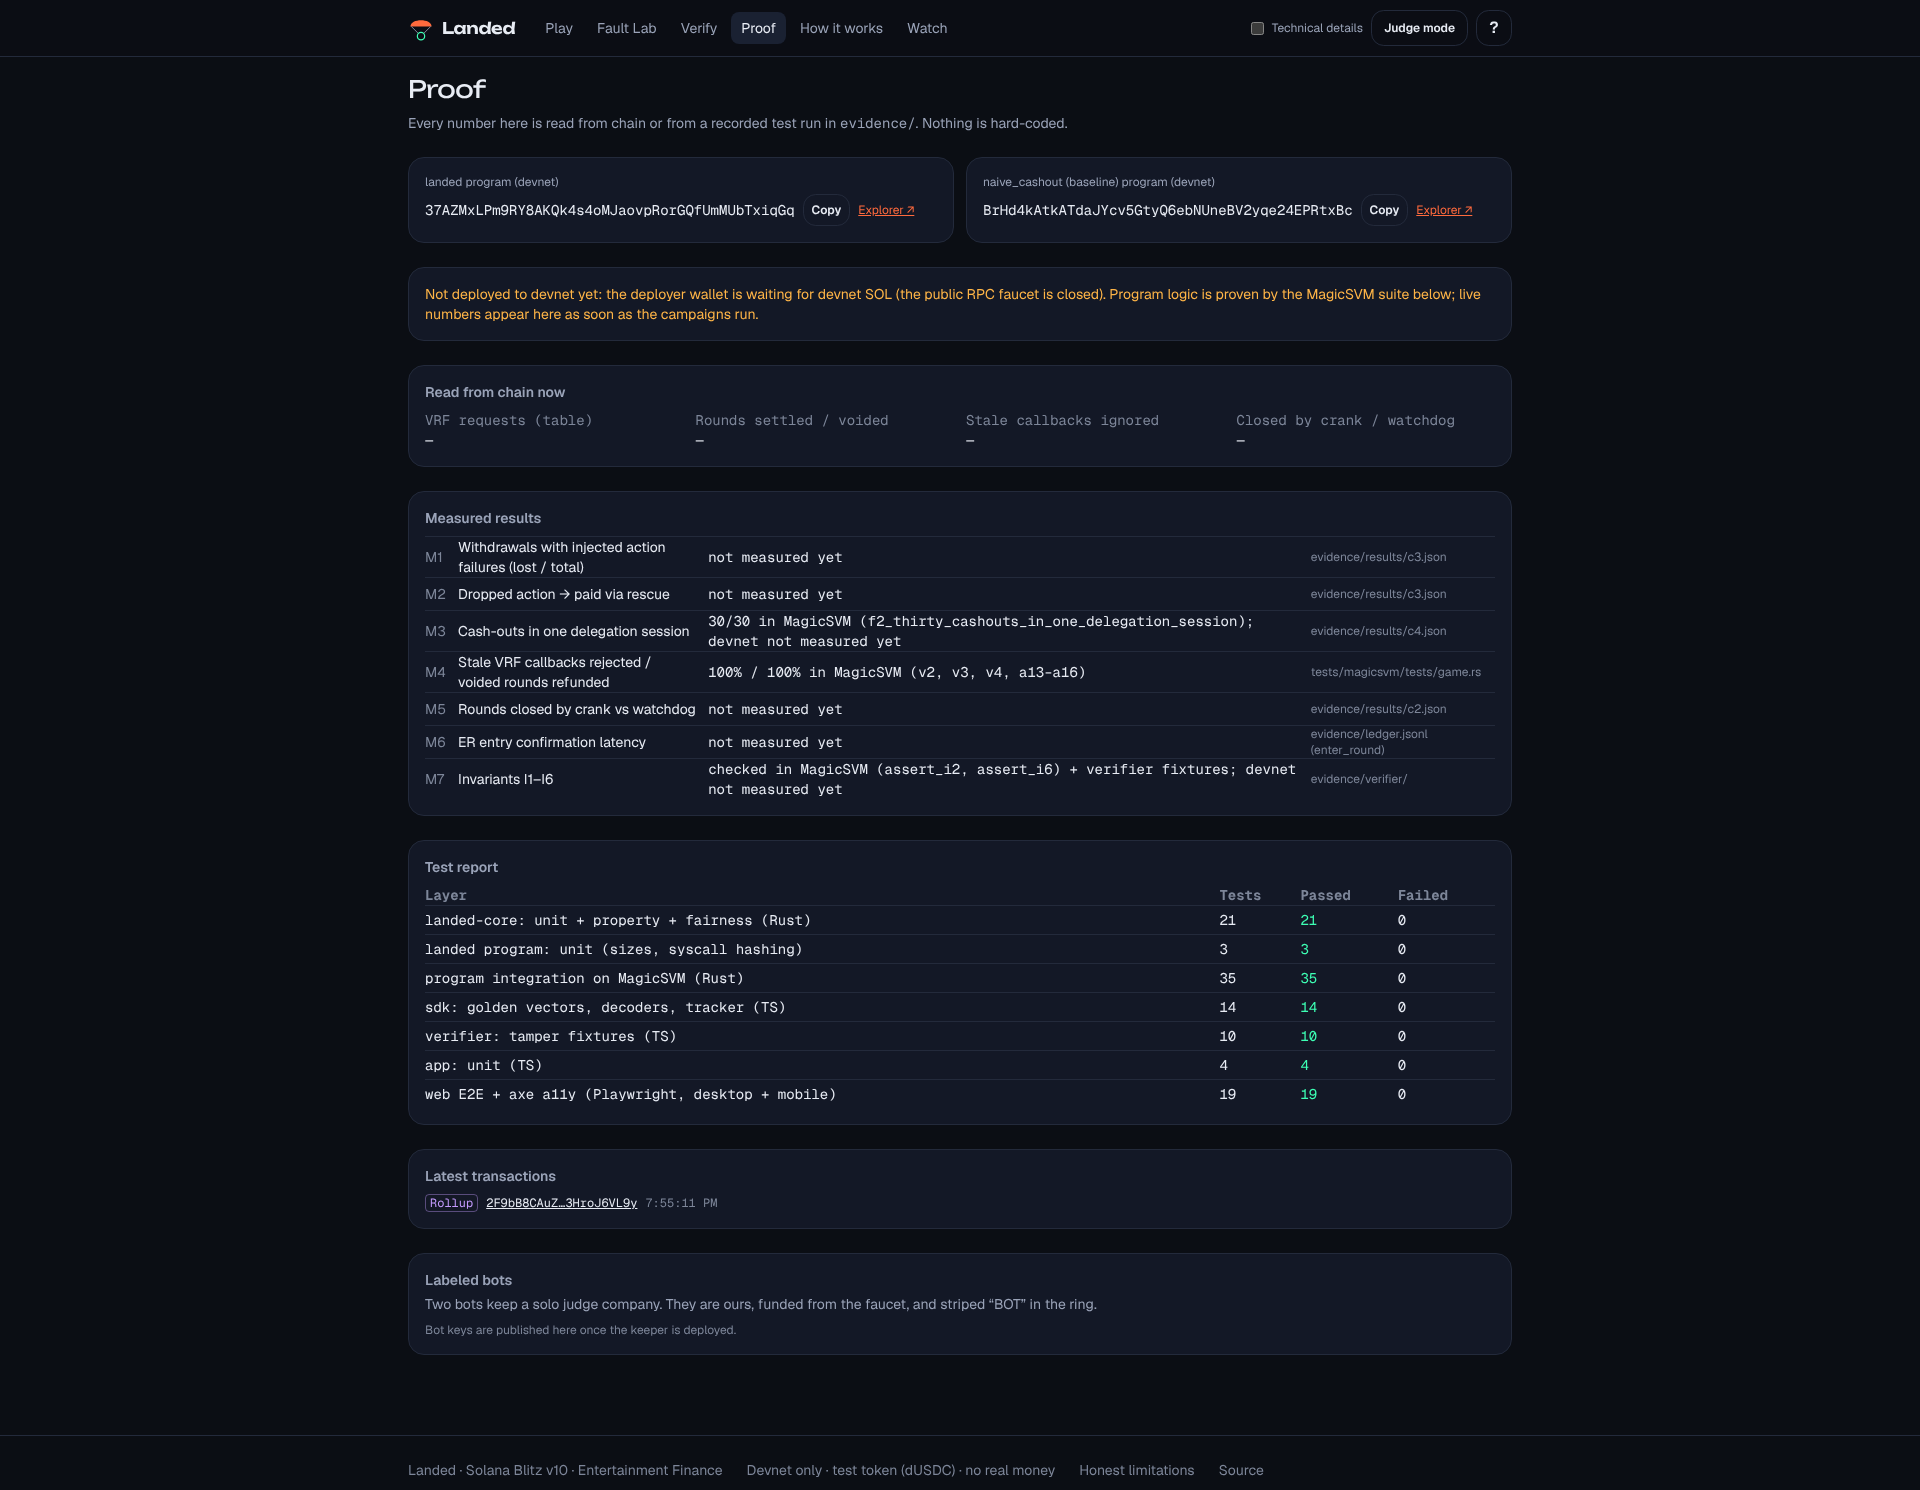 Landed
Play
Fault Lab
Verify
Proof
How it works
Watch
Technical details
Judge mode
?
Proof
Every number here is read from chain or from a recorded test run in evidence/. Nothing is hard-coded.
landed program (devnet)
37AZMxLPm9RY8AKQk4s4oMJaovpRorGQfUmMUbTxiqGq Copy Explorer ↗
naive_cashout (baseline) program (devnet)
BrHd4kAtkATdaJYcv5GtyQ6ebNUneBV2yqe24EPRtxBc Copy Explorer ↗
Not deployed to devnet yet: the deployer wallet is waiting for devnet SOL (the public RPC faucet is closed). Program logic is proven by the MagicSVM suite below; live
numbers appear here as soon as the campaigns run.
Read from chain now
VRF requests (table)
—
Rounds settled / voided
—
Stale callbacks ignored
—
Closed by crank / watchdog
—
Measured results
M1 Withdrawals with injected action
failures (lost / total)
not measured yet
evidence/results/c3.json
M2 Dropped action → paid via rescue not measured yet evidence/results/c3.json
M3 Cash-outs in one delegation session
30/30 in MagicSVM (f2_thirty_cashouts_in_one_delegation_session);
devnet not measured yet
evidence/results/c4.json
M4 Stale VRF callbacks rejected /
voided rounds refunded
100% / 100% in MagicSVM (v2, v3, v4, a13–a16)
tests/magicsvm/tests/game.rs
M5 Rounds closed by crank vs watchdog not measured yet evidence/results/c2.json
M6 ER entry confirmation latency not measured yet
evidence/ledger.jsonl
(enter_round)
M7 Invariants I1–I6
checked in MagicSVM (assert_i2, assert_i6) + verifier fixtures; devnet
not measured yet
evidence/verifier/
Test report
Layer Tests Passed Failed
landed-core: unit + property + fairness (Rust) 21 21 0
landed program: unit (sizes, syscall hashing) 3 3 0
program integration on MagicSVM (Rust) 35 35 0
sdk: golden vectors, decoders, tracker (TS) 14 14 0
verifier: tamper fixtures (TS) 10 10 0
app: unit (TS) 4 4 0
web E2E + axe a11y (Playwright, desktop + mobile) 19 19 0
Latest transactions
Rollup 2F9bB8CAuZ…3HroJ6VL9y 7:55:11 PM
Labeled bots
Two bots keep a solo judge company. They are ours, funded from the faucet, and striped “BOT” in the ring.
Bot keys are published here once the keeper is deployed.
Landed · Solana Blitz v10 · Entertainment Finance
Devnet only · test token (dUSDC) · no real money
Honest limitations
Source